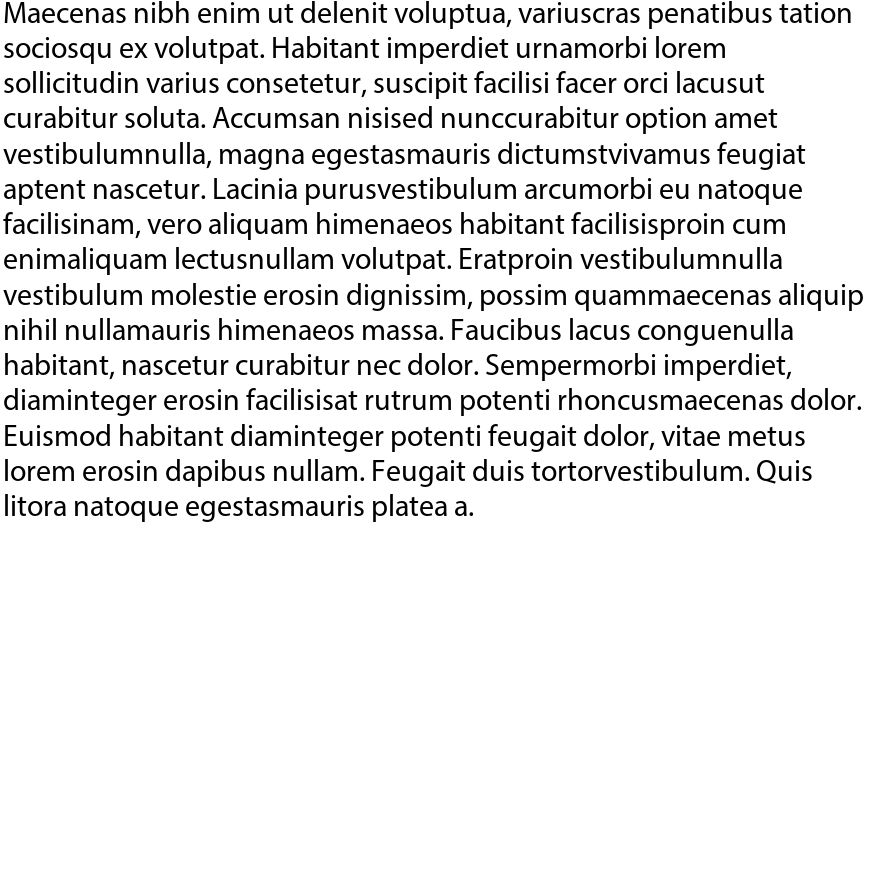 Maecenas nibh enim ut delenit voluptua, variuscras penatibus tation
sociosqu ex volutpat. Habitant imperdiet urnamorbi lorem
sollicitudin varius consetetur, suscipit facilisi facer orci lacusut
curabitur soluta. Accumsan nisised nunccurabitur option amet
vestibulumnulla, magna egestasmauris dictumstvivamus feugiat
aptent nascetur. Lacinia purusvestibulum arcumorbi eu natoque
facilisinam, vero aliquam himenaeos habitant facilisisproin cum
enimaliquam lectusnullam volutpat. Eratproin vestibulumnulla
vestibulum molestie erosin dignissim, possim quammaecenas aliquip
nihil nullamauris himenaeos massa. Faucibus lacus conguenulla
habitant, nascetur curabitur nec dolor. Sempermorbi imperdiet,
diaminteger erosin facilisisat rutrum potenti rhoncusmaecenas dolor.
Euismod habitant diaminteger potenti feugait dolor, vitae metus
lorem erosin dapibus nullam. Feugait duis tortorvestibulum. Quis
litora natoque egestasmauris platea a.